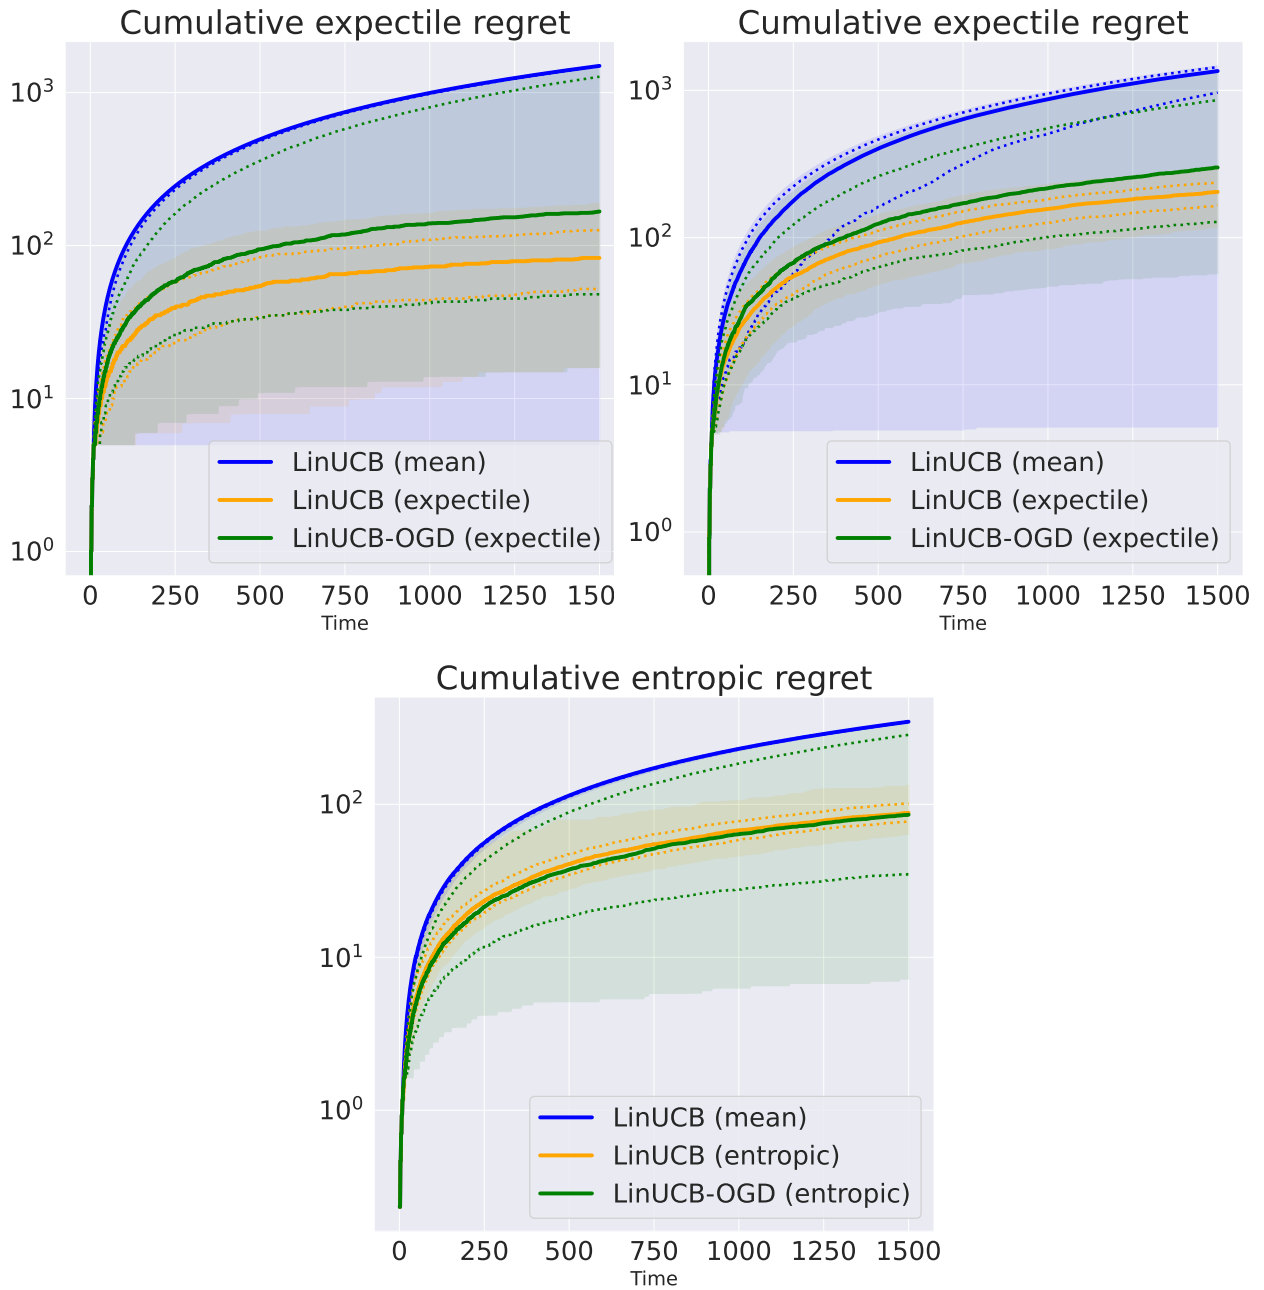 Cumulative expectile regret
10³
10²
10¹
10⁰
LinUCB (mean)
LinUCB (expectile)
LinUCB-OGD (expectile)
0 250 500 750 1000 1250 150
Time
Cumulative expectile regret
10³
10²
10¹
10⁰
LinUCB (mean)
LinUCB (expectile)
LinUCB-OGD (expectile)
0 250 500 750 1000 1250 1500
Time
Cumulative entropic regret
10²
10¹
10⁰
LinUCB (mean)
LinUCB (entropic)
LinUCB-OGD (entropic)
0 250 500 750 1000 1250 1500
Time